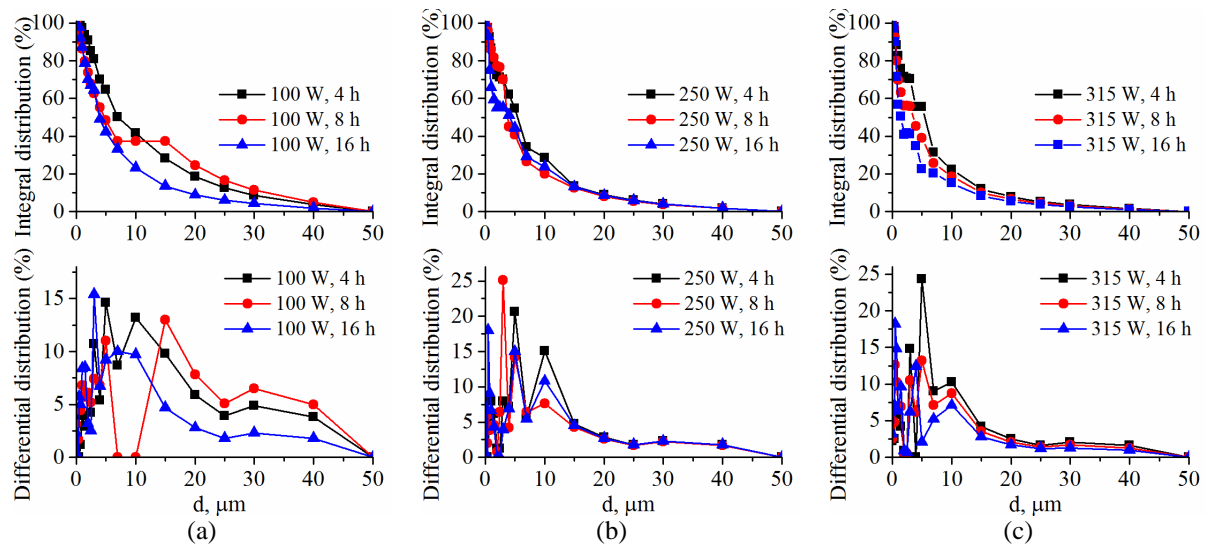 Integral distribution (%)
100
80
60
40
20
0
100 W, 4 h
100 W, 8 h
100 W, 16 h
0 10 20 30 40 50
Integral distribution (%)
100
80
60
40
20
0
250 W, 4 h
250 W, 8 h
250 W, 16 h
0 10 20 30 40 50
Integral distribution (%)
100
80
60
40
20
0
315 W, 4 h
315 W, 8 h
315 W, 16 h
0 10 20 30 40 50
Differential distribution (%)
15
10
5
0
100 W, 4 h
100 W, 8 h
100 W, 16 h
0 10 20 30 40 50
d, μm
Differential distribution (%)
25
20
15
10
5
0
250 W, 4 h
250 W, 8 h
250 W, 16 h
0 10 20 30 40 50
d, μm
Differential distribution (%)
25
20
15
10
5
0
315 W, 4 h
315 W, 8 h
315 W, 16 h
0 10 20 30 40 50
d, μm
(a) (b) (c)